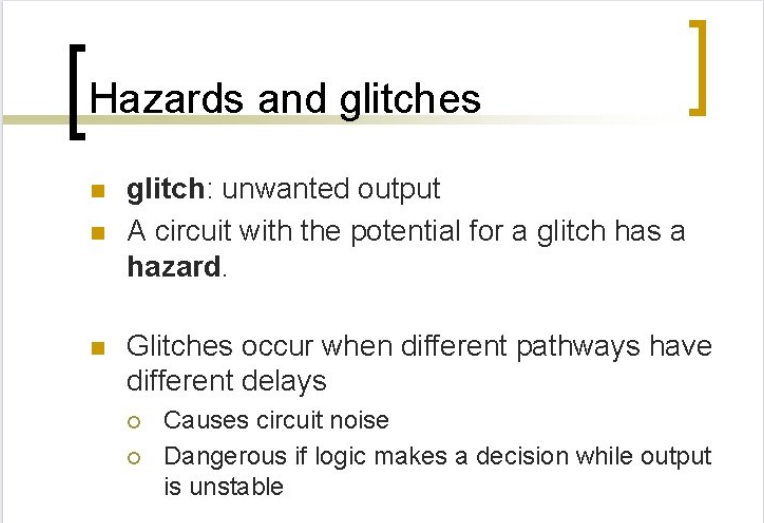 Hazards and glitches
glitch: unwanted output
A circuit with the potential for a glitch has a
hazard.
Glitches occur when different pathways have
different delays
Causes circuit noise
Dangerous if logic makes a decision while output
is unstable